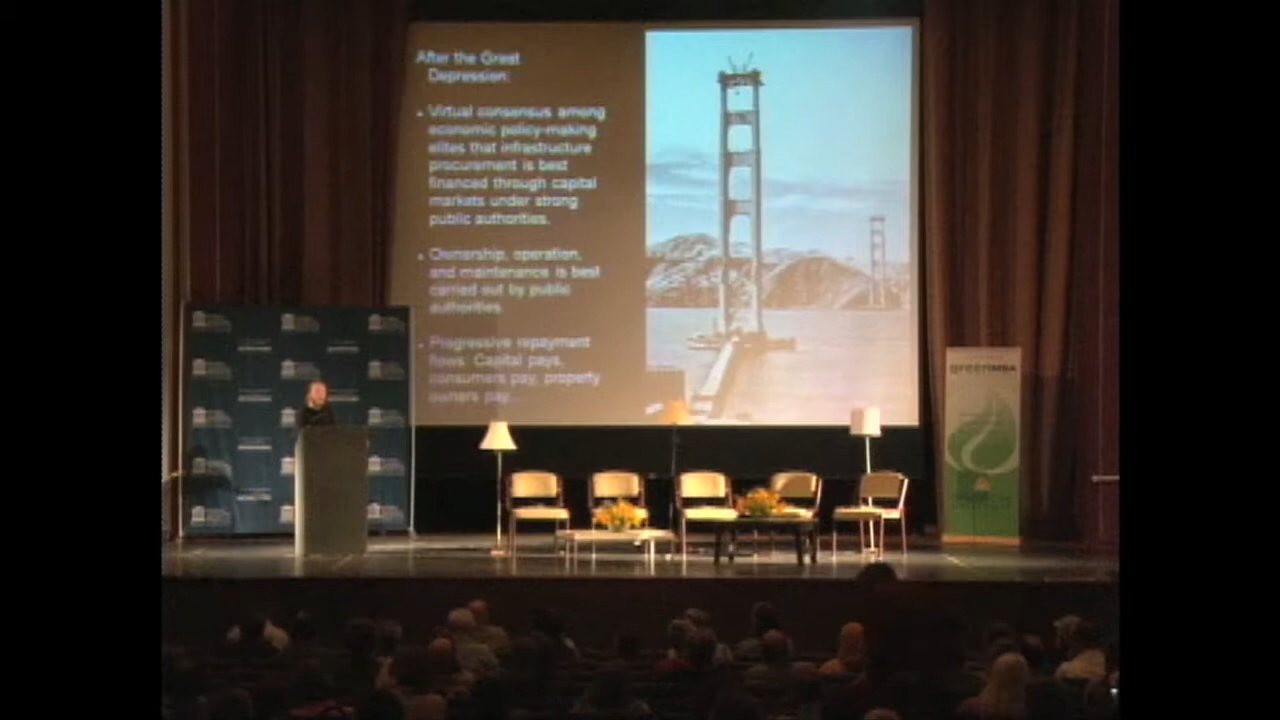 After the Great
Depression:
Virtual consensus among
economic policy-making
elites that infrastructure
procurement is best
financed through capital
markets under strong
public authorities.
Ownership, operation,
and maintenance is best
carried out by public
authorities.
Progressive repayment
flows: Capital pays,
consumers pay, property
owners pay...
greenMBA